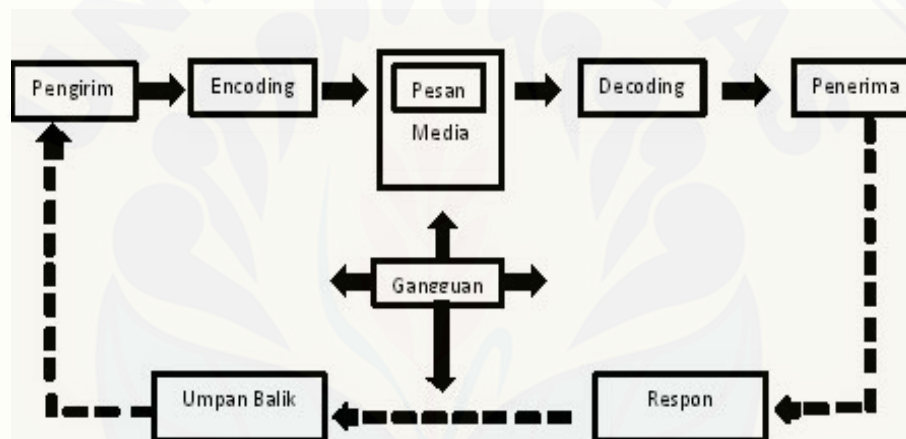 Pengirim
Encoding
Pesan
Media
Decoding
Penerima
Gangguan
Umpan Balik
Respon